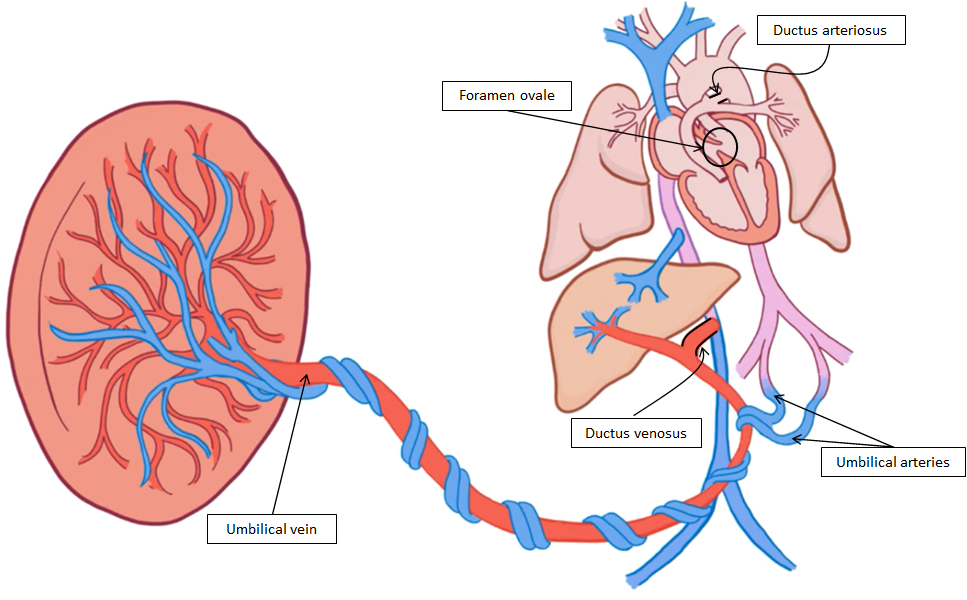 Ductus arteriosus
Foramen ovale
Ductus venosus
Umbilical arteries
Umbilical vein